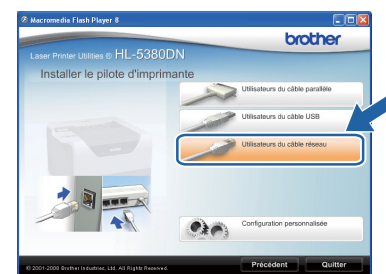 Macromedia Flash Player 8
brother
Laser Printer Utilities © HL-5380DN
Installer le pilote d'imprimante
Utilisateurs du câble parallèle
Utilisateurs du câble USB
Utilisateurs du câble réseau
Configuration personnalisée
© 2001-2008 Brother Industries, Ltd. All Rights Reserved.
Précédent
Quitter